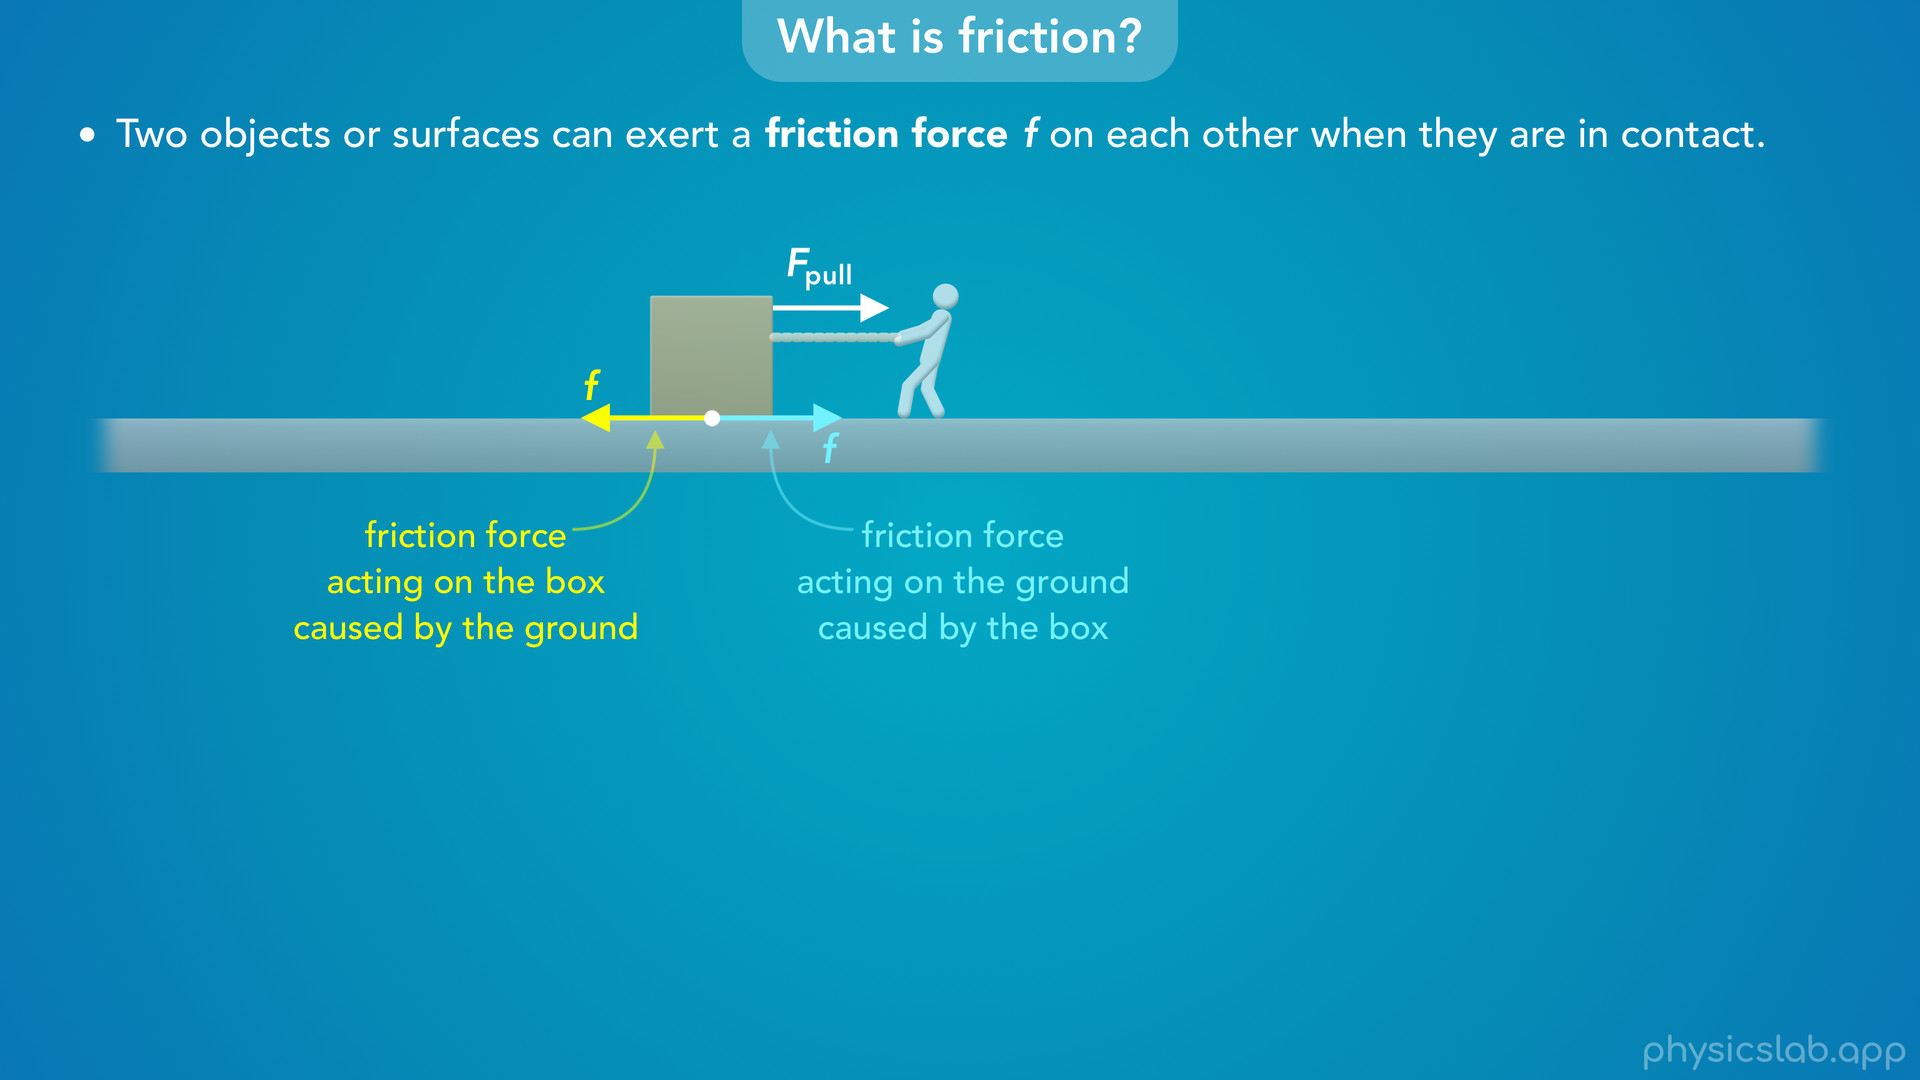 What is friction?
• Two objects or surfaces can exert a friction force f on each other when they are in contact.
Fpull
f
f
friction force
acting on the box
caused by the ground
friction force
acting on the ground
caused by the box
physicslab.app